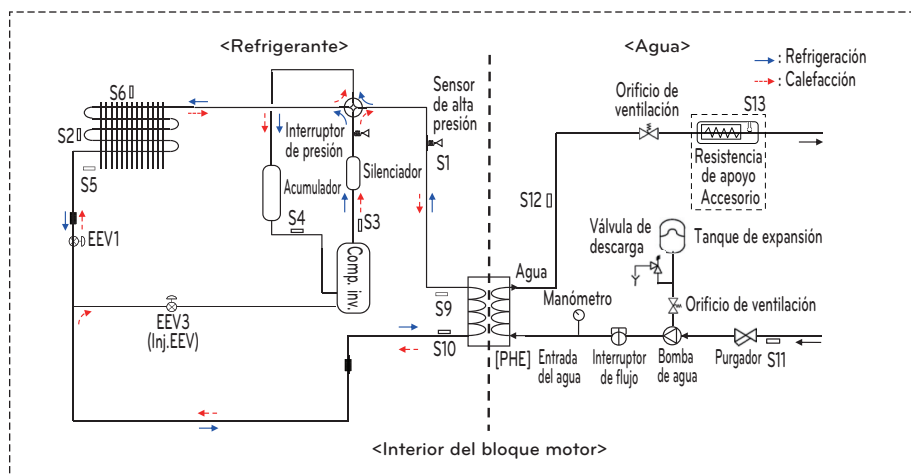 <Refrigerante>
<Agua>
: Refrigeración
: Calefacción
S6
S2
S5
Interruptor
de presión
Sensor
de alta
presión
S1
Orificio de
ventilación
S13
Resistencia
de apoyo
Accesorio
Acumulador
Silenciador
S4
S3
S12
Válvula de
descarga
Tanque de expansión
EEV1
Comp. inv.
Agua
S9
Manómetro
Orificio de ventilación
EEV3
(Inj.EEV)
S10
[PHE]
Entrada
del agua
Interruptor
de flujo
Bomba
de agua
Purgador
S11
<Interior del bloque motor>